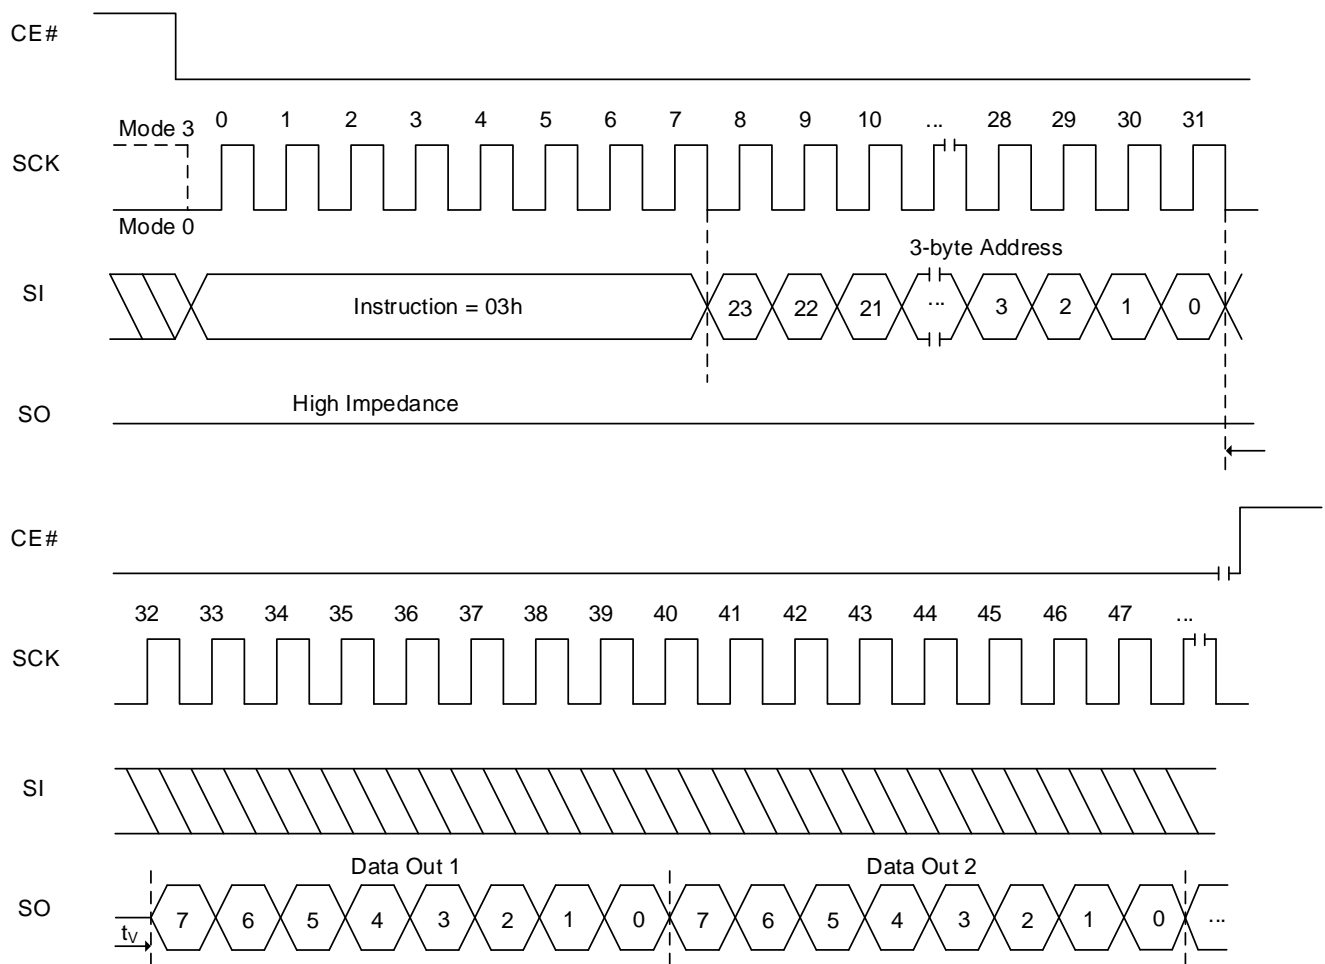 CE#
Mode 3 0 1 2 3 4 5 6 7 8 9 10 ... 28 29 30 31
SCK
Mode 0
3-byte Address
SI Instruction = 03h 23 22 21 ... 3 2 1 0
High Impedance
SO
CE#
32 33 34 35 36 37 38 39 40 41 42 43 44 45 46 47 ...
SCK
SI
Data Out 1 Data Out 2
SO 7 6 5 4 3 2 1 0 7 6 5 4 3 2 1 0 ...
tV